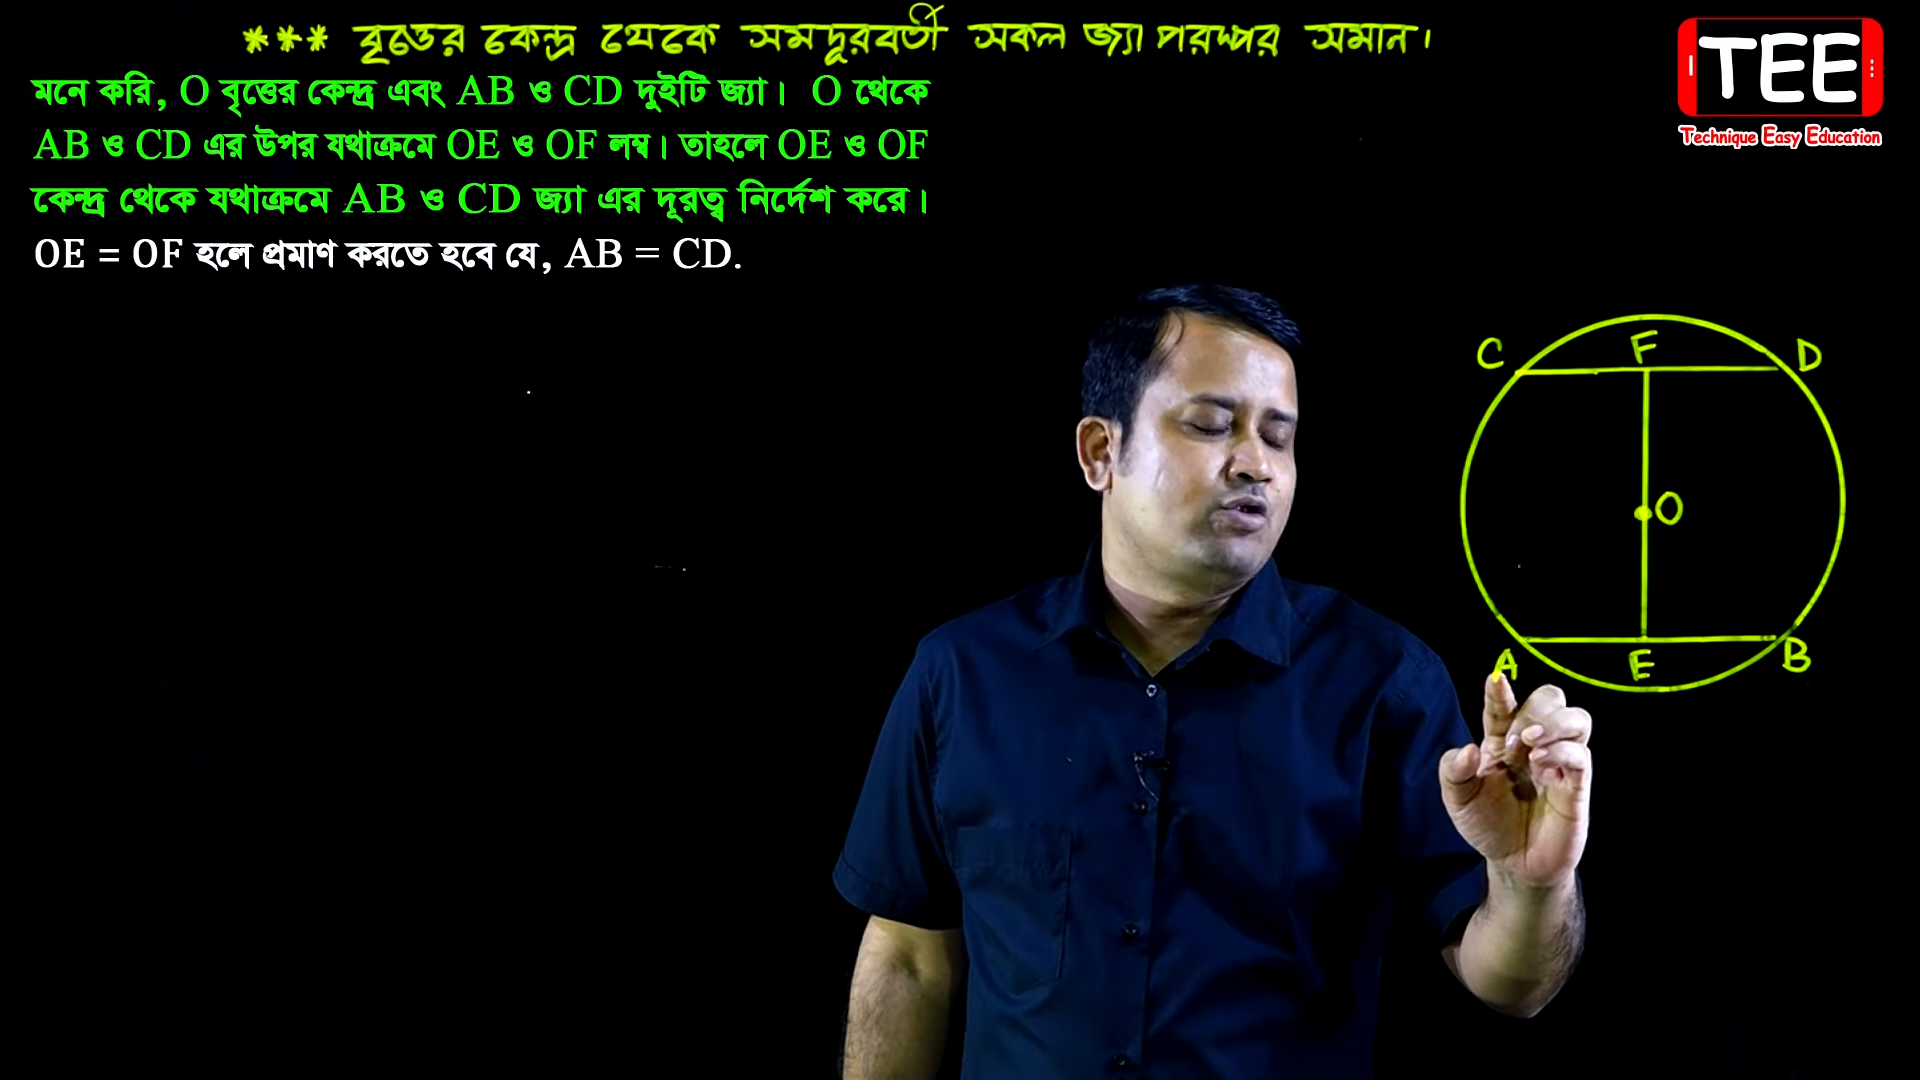 *** বৃত্তের কেন্দ্র থেকে সমদূরবর্তী সকল জ্যা পরস্পর সমান।
TEE
Technique Easy Education
মনে করি, O বৃত্তের কেন্দ্র এবং AB ও CD দুইটি জ্যা। O থেকে
AB ও CD এর উপর যথাক্রমে OE ও OF লম্ব। তাহলে OE ও OF
কেন্দ্র থেকে যথাক্রমে AB ও CD জ্যা এর দূরত্ব নির্দেশ করে।
OE = OF হলে প্রমাণ করতে হবে যে, AB = CD.
C F D
O
A E B